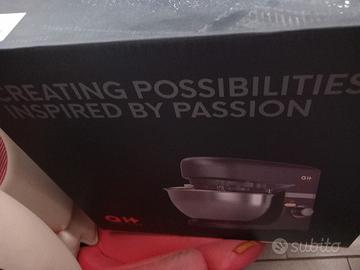 CREATING POSSIBILITIES
INSPIRED BY PASSION
subito